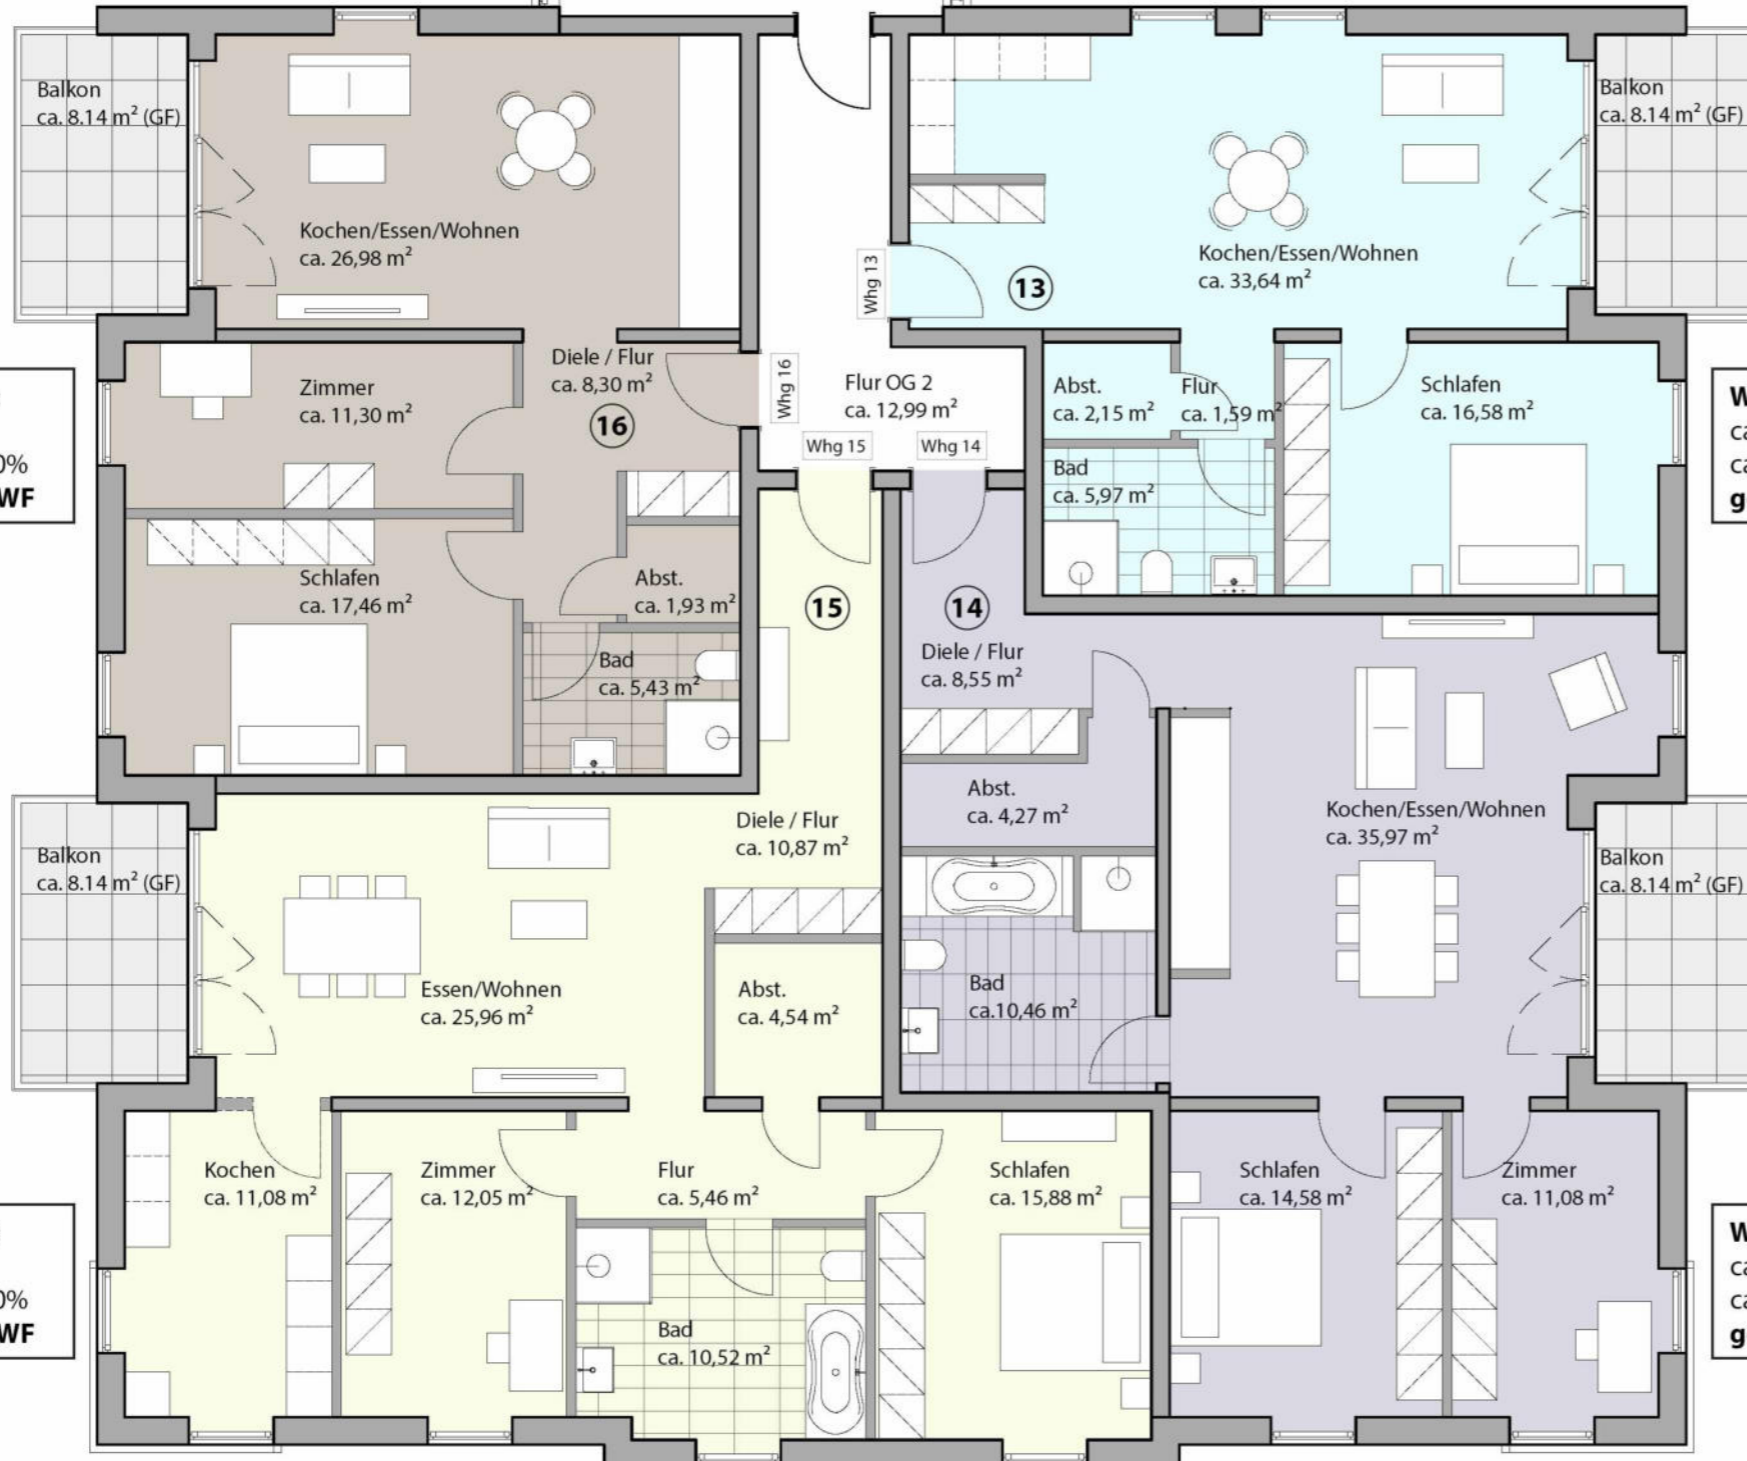 Balkon
ca. 8.14 m² (GF)
Kochen/Essen/Wohnen
ca. 26,98 m²
Zimmer
ca. 11,30 m²
Diele / Flur
ca. 8,30 m²
16
Whg 16
Schlafen
ca. 17,46 m²
Abst.
ca. 1,93 m²
Bad
ca. 5,43 m²
0%
WF
Kochen/Essen/Wohnen
ca. 33,64 m²
Balkon
ca. 8.14 m² (GF)
Whg 13
13
Flur OG 2
ca. 12,99 m²
Whg 15
Whg 14
Abst.
ca. 2,15 m²
Flur
ca. 1,59 m²
Bad
ca. 5,97 m²
Schlafen
ca. 16,58 m²
W
ca
ca
g
15
14
Diele / Flur
ca. 8,55 m²
Abst.
ca. 4,27 m²
Kochen/Essen/Wohnen
ca. 35,97 m²
Bad
ca.10,46 m²
Balkon
ca. 8.14 m² (GF)
Balkon
ca. 8.14 m² (GF)
Diele / Flur
ca. 10,87 m²
Essen/Wohnen
ca. 25,96 m²
Abst.
ca. 4,54 m²
Kochen
ca. 11,08 m²
Zimmer
ca. 12,05 m²
Flur
ca. 5,46 m²
Schlafen
ca. 15,88 m²
Bad
ca. 10,52 m²
Schlafen
ca. 14,58 m²
Zimmer
ca. 11,08 m²
0%
WF
W
ca
ca
g